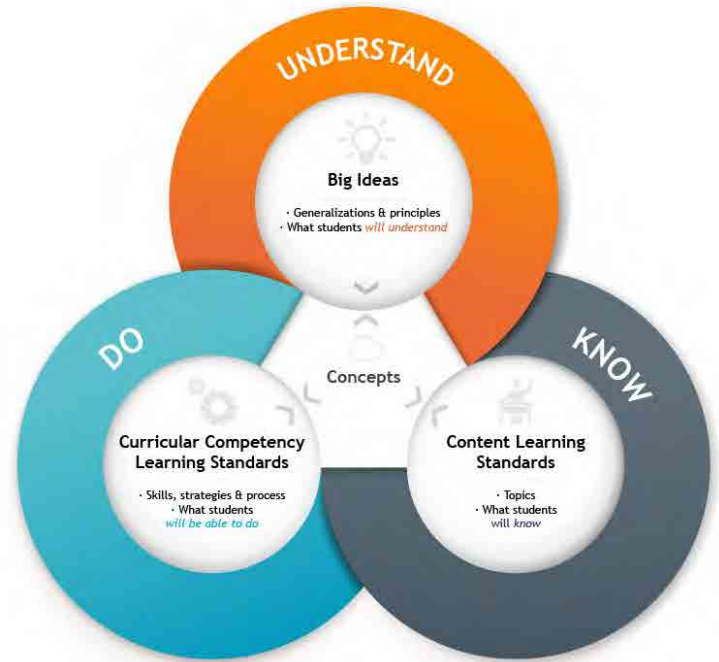 UNDERSTAND
Big Ideas
· Generalizations & principles
· What students will understand
DO
KNOW
Concepts
Curricular Competency
Learning Standards
· Skills, strategies & process
· What students
will be able to do
Content Learning
Standards
· Topics
· What students
will know